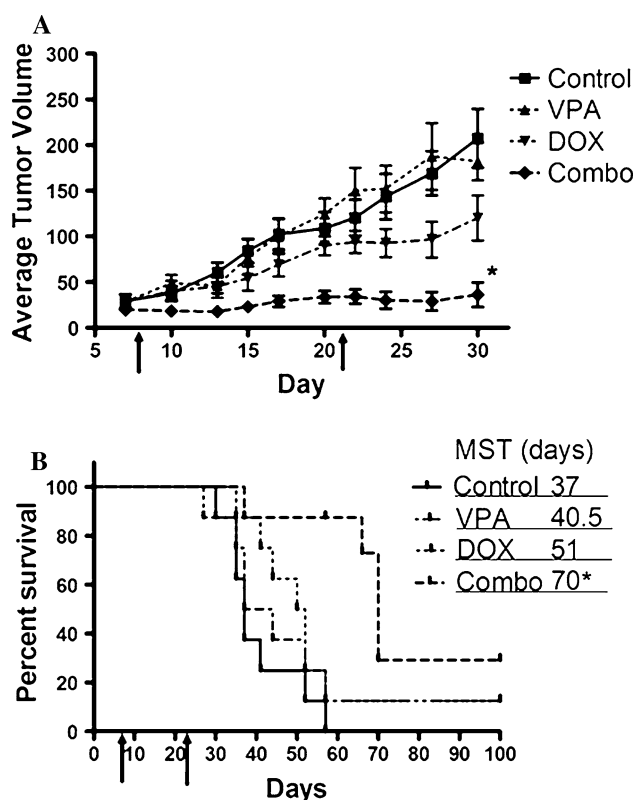 A
300
250
200
150
100
50
0
Average Tumor Volume
5 10 15 20 25 30
Day
Control
VPA
DOX
Combo
*
B
100
80
60
40
20
0
Percent survival
0 10 20 30 40 50 60 70 80 90 100
Days
MST (days)
Control 37
VPA 40.5
DOX 51
Combo 70*